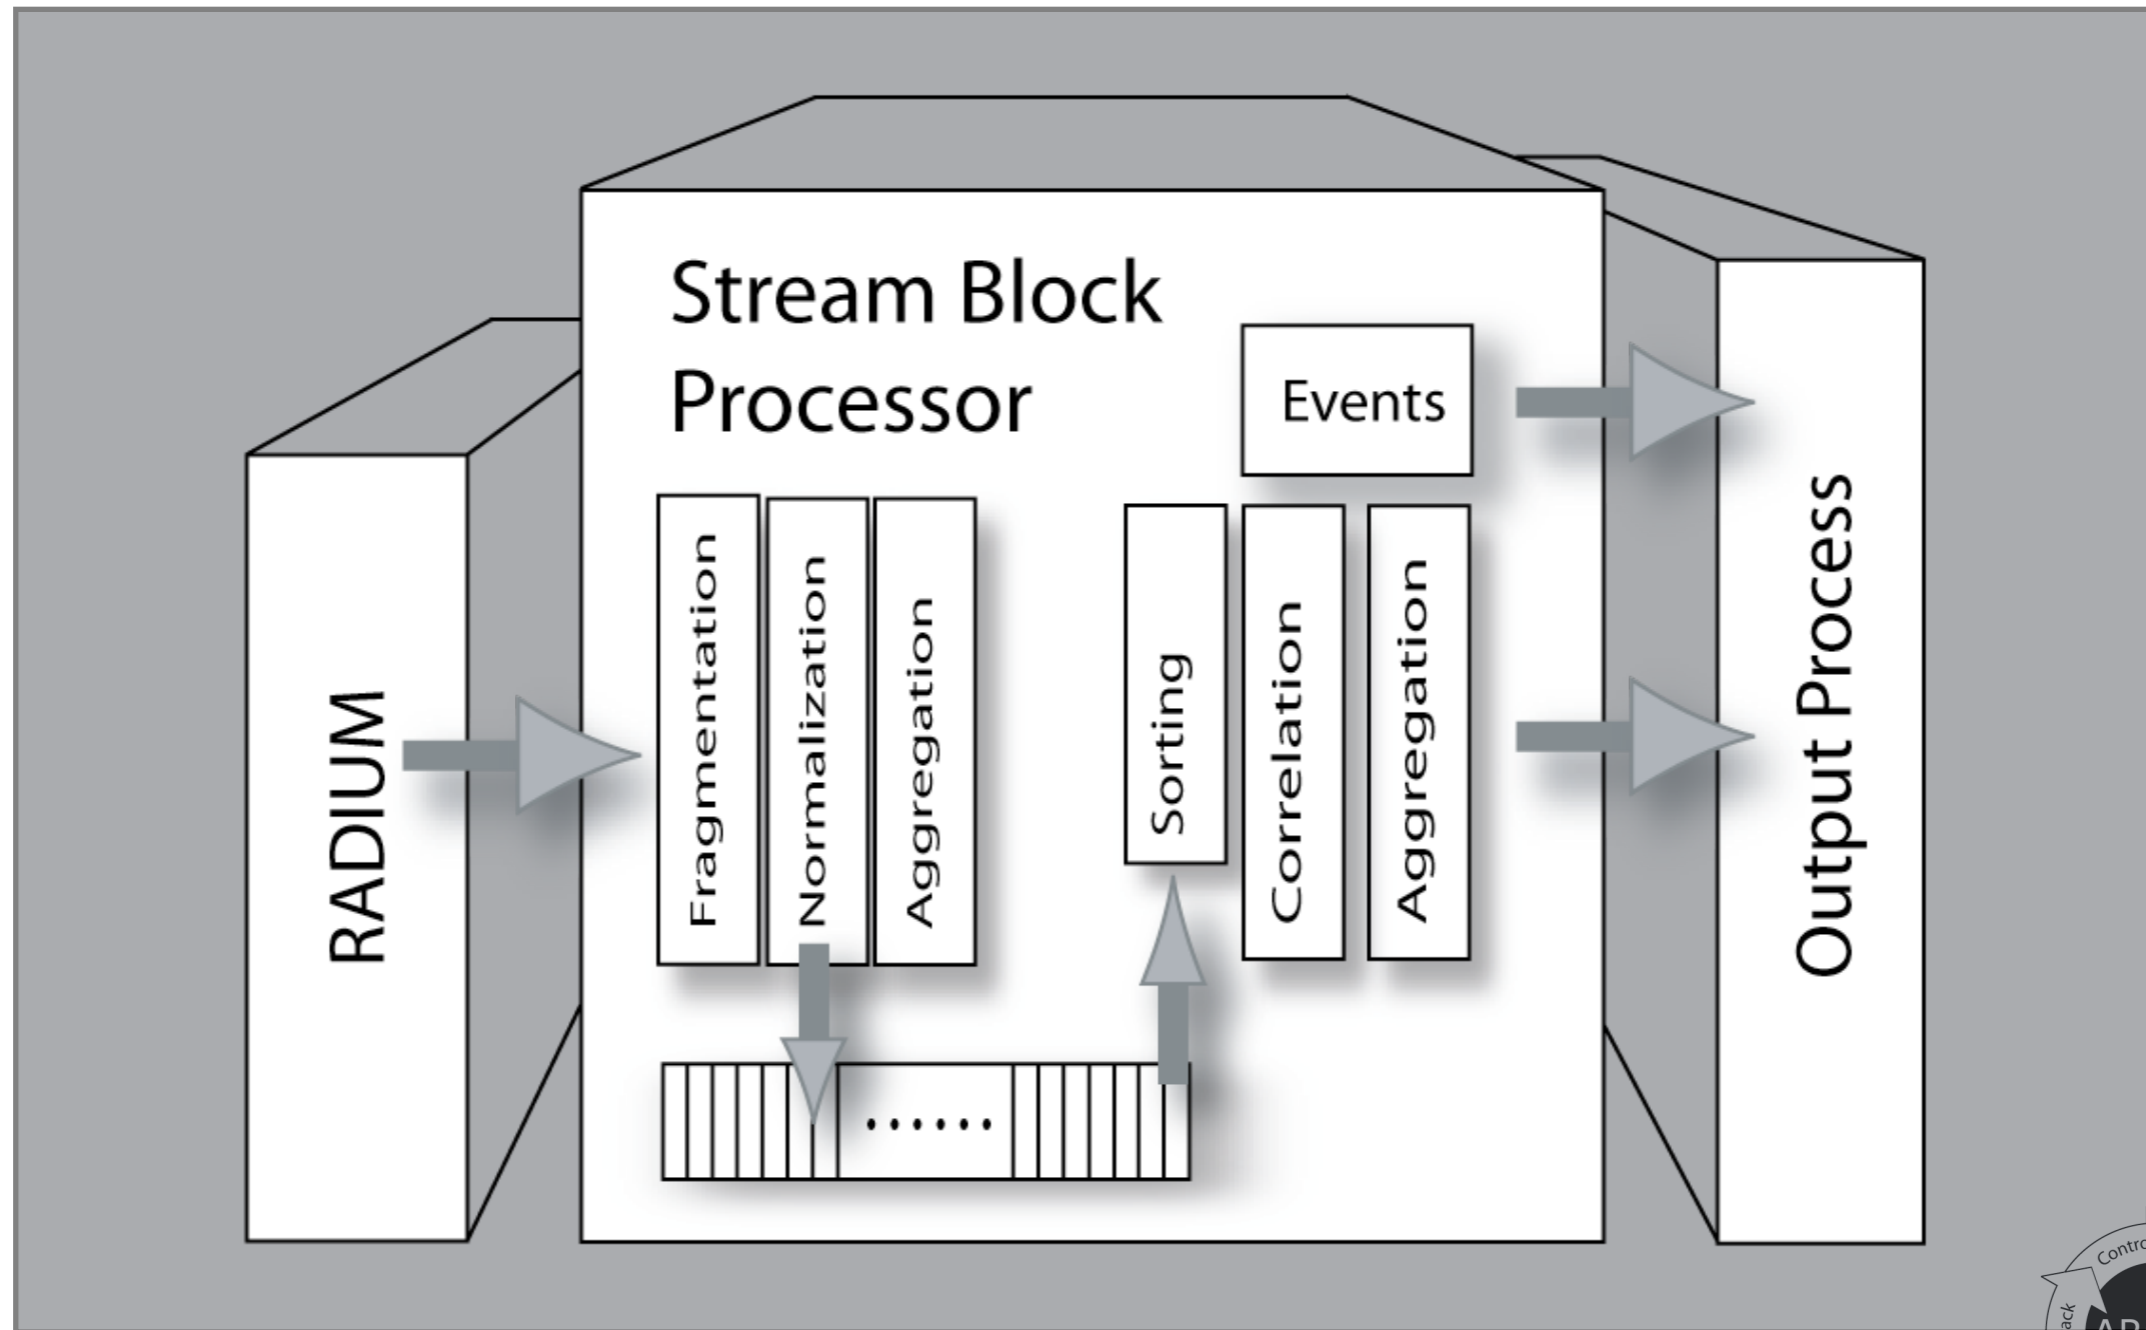 Stream Block
Processor
Events
RADIUM
Fragmentation
Normalization
Aggregation
Sorting
Correlation
Aggregation
Output Process